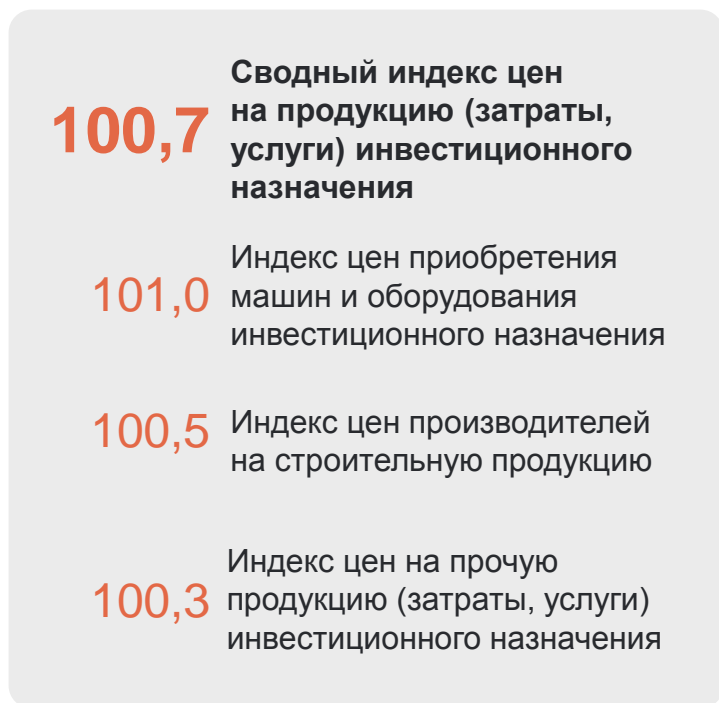 100,7
Сводный индекс цен
на продукцию (затраты,
услуги) инвестиционного
назначения
101,0
Индекс цен приобретения
машин и оборудования
инвестиционного назначения
100,5
Индекс цен производителей
на строительную продукцию
100,3
Индекс цен на прочую
продукцию (затраты, услуги)
инвестиционного назначения